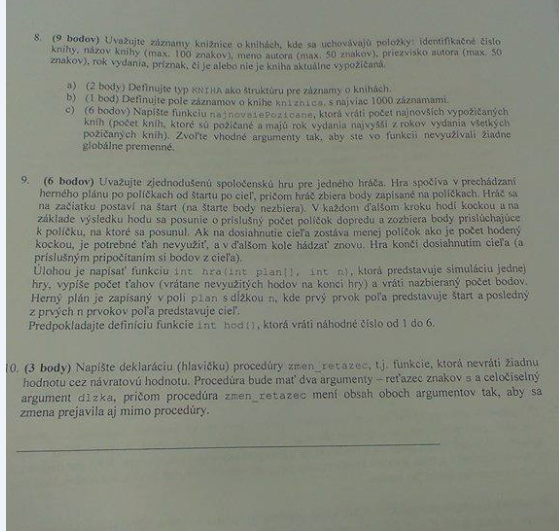 8. (9 bodov) Uvažujte záznamy knižnice o knihách, kde sa uchovávajú položky: identifikačné číslo
knihy, názov knihy (max. 100 znakov), meno autora (max. 50 znakov), priezvisko autora (max. 50
znakov), rok vydania, príznak, či je alebo nie je kniha aktuálne vypožičaná.
a) (2 body) Definujte typ KNIHA ako štruktúru pre záznamy o knihách.
b) (1 bod) Definujte pole záznamov o knihe kniznica, s najviac 1000 záznamami.
c) (6 bodov) Napíšte funkciu najnovsiePozicane, ktorá vráti počet najnovších vypožičaných
kníh (počet kníh, ktoré sú požičané a majú rok vydania najvyšší z rokov vydania všetkých
požičaných kníh). Zvoľte vhodné argumenty tak, aby ste vo funkcii nevyužívali žiadne
globálne premenné.
9. (6 bodov) Uvažujte zjednodušenú spoločenskú hru pre jedného hráča. Hra spočíva v prechádzaní
herného plánu po políčkach od štartu po cieľ, pričom hráč zbiera body zapísané na políčkach. Hráč sa
na začiatku postaví na štart (na štarte body nezbiera). V každom ďalšom kroku hodí kockou a na
základe výsledku hodu sa posunie o príslušný počet políčok dopredu a zozbiera body prislúchajúce
k políčku, na ktoré sa posunul. Ak na dosiahnutie cieľa zostáva menej políčok ako je počet hodený
kockou, je potrebné ťah nevyužiť, a v ďalšom kole hádzať znovu. Hra končí dosiahnutím cieľa (a
príslušným pripočítaním si bodov z cieľa).
Úlohou je napísať funkciu int hra(int plan[], int n), ktorá predstavuje simuláciu jednej
hry, vypíše počet ťahov (vrátane nevyužitých hodov na konci hry) a vráti nazbieraný počet bodov.
Herný plán je zapísaný v poli plan s dĺžkou n, kde prvý prvok poľa predstavuje štart a posledný
z prvých n prvkov poľa predstavuje cieľ.
Predpokladajte definíciu funkcie int hod(), ktorá vráti náhodné číslo od 1 do 6.
10. (3 body) Napíšte deklaráciu (hlavičku) procedúry zmen_retazec, t.j. funkcie, ktorá nevráti žiadnu
hodnotu cez návratovú hodnotu. Procedúra bude mať dva argumenty – reťazec znakov s a celočíselný
argument dlzka, pričom procedúra zmen_retazec mení obsah oboch argumentov tak, aby sa
zmena prejavila aj mimo procedúry.